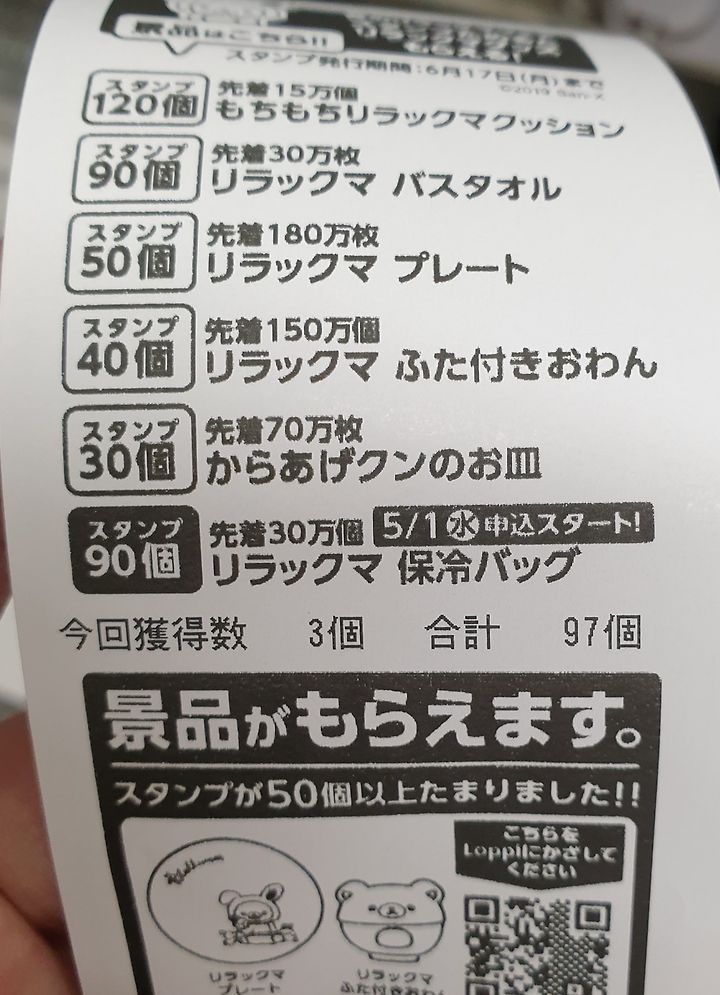 景品はこちら!!
スタンプ発行期間:6月17日(月)まで
©2019 San-X
スタンプ
120個
先着15万個
もちもちリラックマクッション
スタンプ
90個
先着30万枚
リラックマ バスタオル
スタンプ
50個
先着180万枚
リラックマ プレート
スタンプ
40個
先着150万個
リラックマ ふた付きおわん
スタンプ
30個
先着70万枚
からあげクンのお皿
スタンプ
90個
先着30万個 5/1㊌申込スタート!
リラックマ 保冷バッグ
今回獲得数 3個 合計 97個
景品がもらえます。
スタンプが50個以上たまりました!!
こちらを
Loppiにかざして
ください
リラックマ
プレート
リラックマ
ふた付きおわん